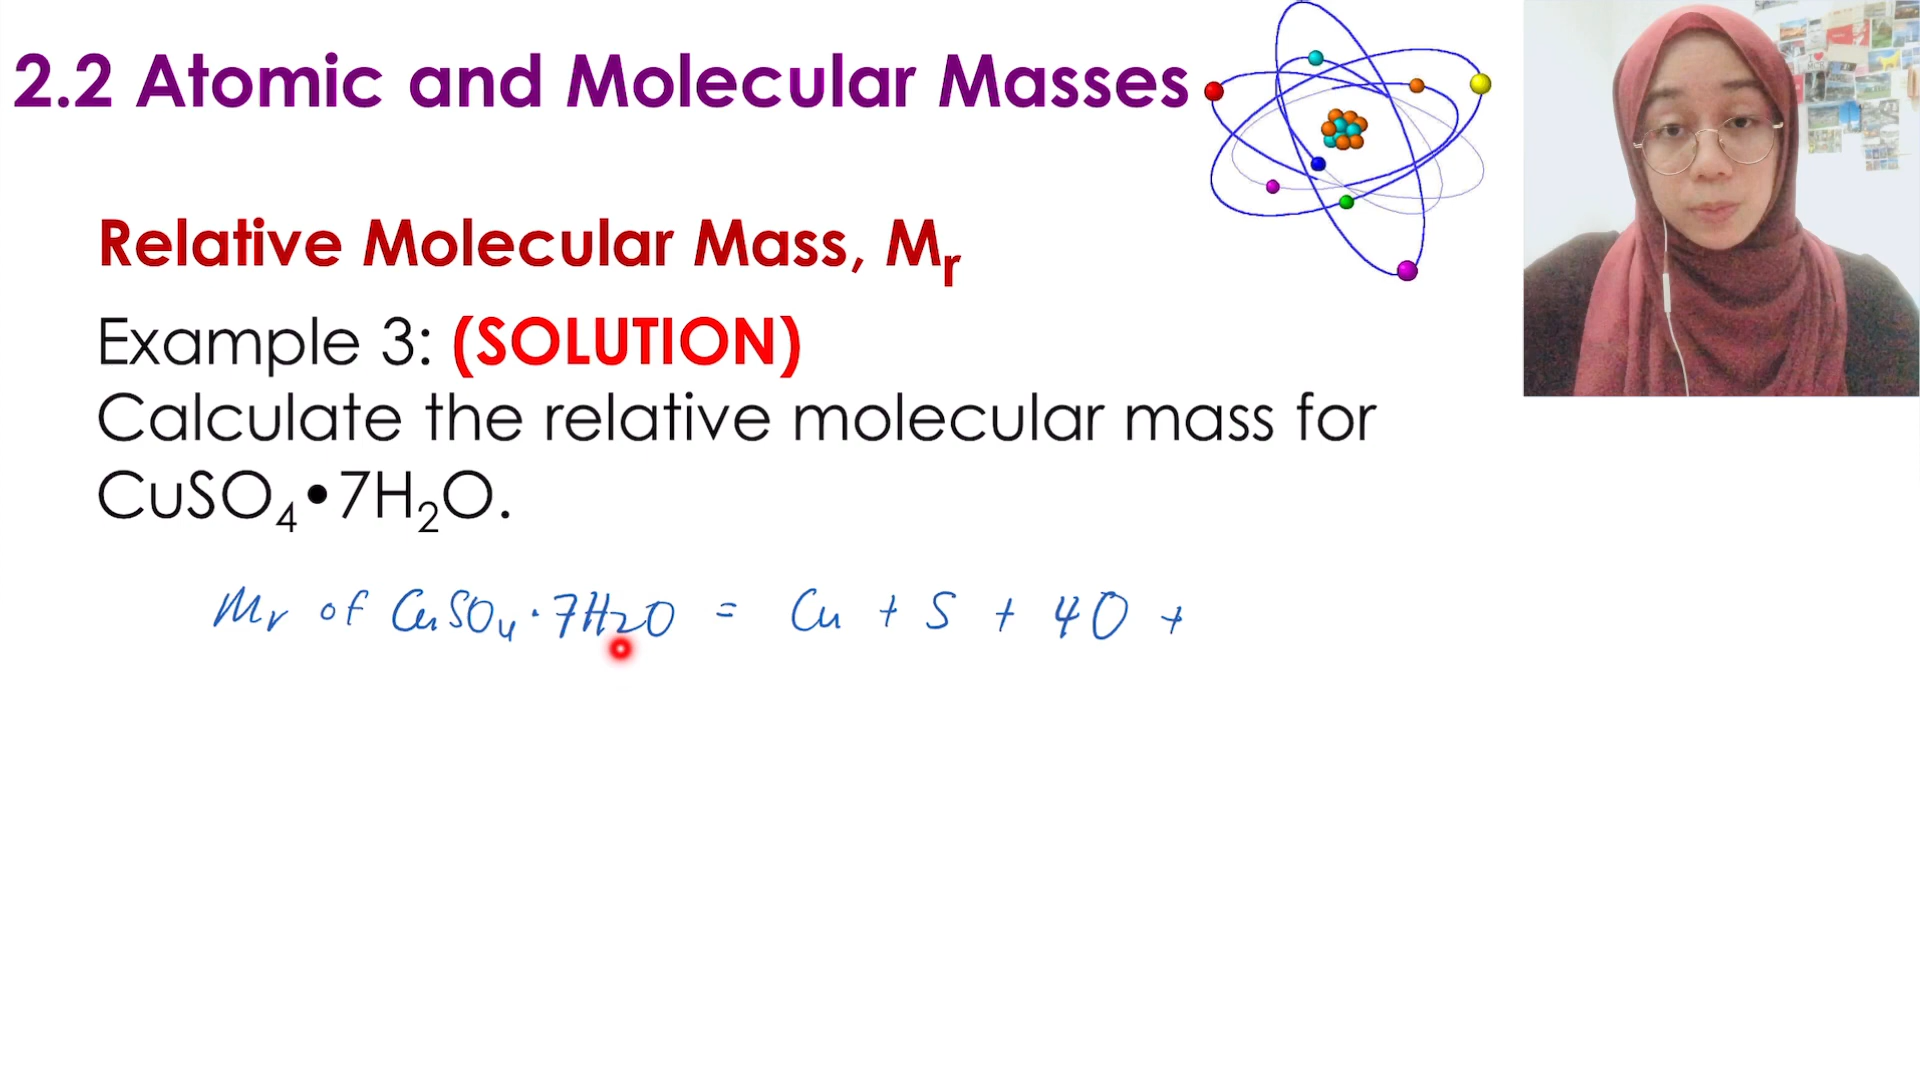 2.2 Atomic and Molecular Masses
Relative Molecular Mass, Mᵣ
Example 3: (SOLUTION)
Calculate the relative molecular mass for
CuSO₄•7H₂O.
Mr of CuSO₄·7H₂O = Cu + S + 4O +